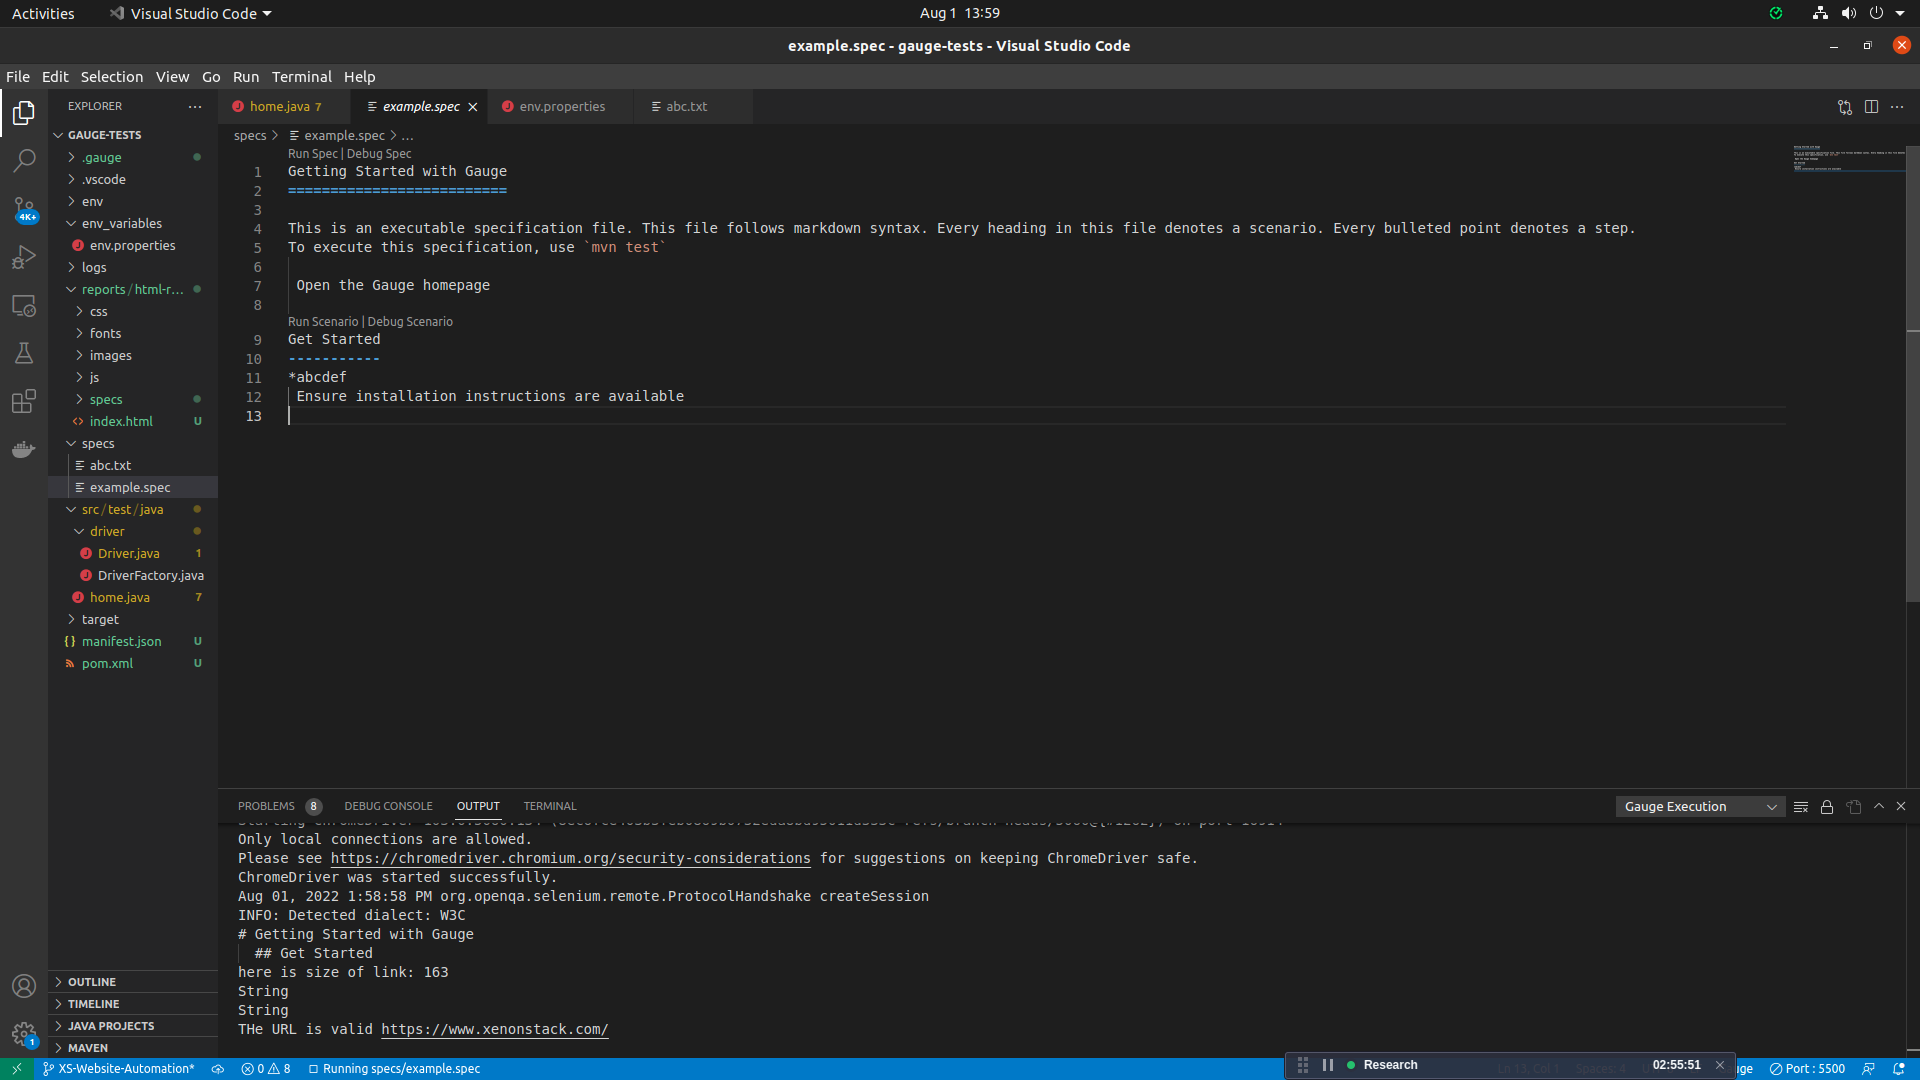 Activities
Visual Studio Code
Aug 1 13:59
example.spec - gauge-tests - Visual Studio Code
File Edit Selection View Go Run Terminal Help
EXPLORER
home.java 7
example.spec
env.properties
abc.txt
GAUGE-TESTS
.gauge
.vscode
env
env_variables
env.properties
logs
reports/html-r...
css
fonts
images
js
specs
index.html U
specs
abc.txt
example.spec
src/test/java
driver
Driver.java 1
DriverFactory.java
home.java 7
target
manifest.json U
pom.xml U
OUTLINE
TIMELINE
JAVA PROJECTS
MAVEN
4K+
1
specs > example.spec > ...
Run Spec | Debug Spec
1 Getting Started with Gauge
2 ==========================
3
4 This is an executable specification file. This file follows markdown syntax. Every heading in this file denotes a scenario. Every bulleted point denotes a step.
5 To execute this specification, use `mvn test`
6
7 Open the Gauge homepage
8
Run Scenario | Debug Scenario
9 Get Started
10 -----------
11 *abcdef
12 Ensure installation instructions are available
13
PROBLEMS 8 DEBUG CONSOLE OUTPUT TERMINAL
Gauge Execution
Only local connections are allowed.
Please see https://chromedriver.chromium.org/security-considerations for suggestions on keeping ChromeDriver safe.
ChromeDriver was started successfully.
Aug 01, 2022 1:58:58 PM org.openqa.selenium.remote.ProtocolHandshake createSession
INFO: Detected dialect: W3C
# Getting Started with Gauge
## Get Started
here is size of link: 163
String
String
THe URL is valid https://www.xenonstack.com/
XS-Website-Automation*
0 8
Running specs/example.spec
Research 02:55:51
Port : 5500